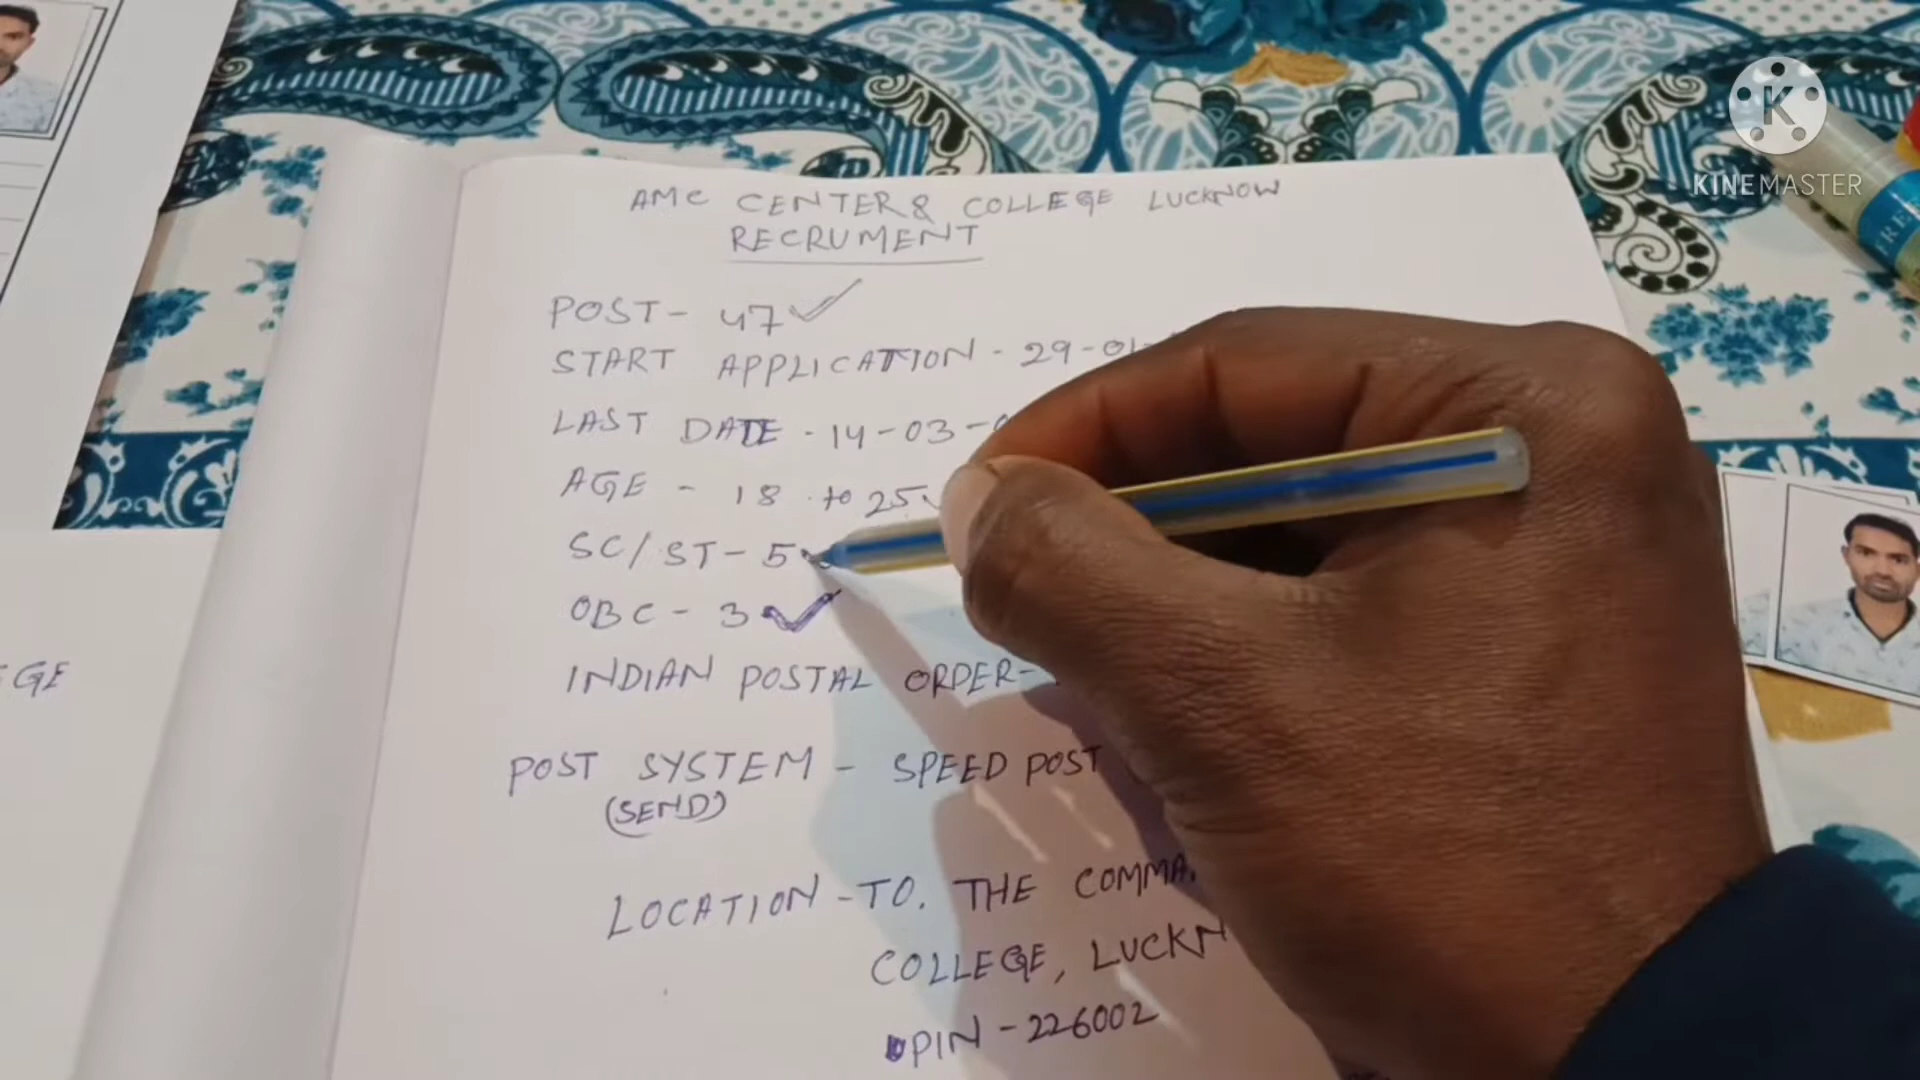 KINEMASTER
AMC CENTER & COLLEGE LUCKNOW
RECRUMENT
POST - 47
START APPLICATION - 29-01-
LAST DATE - 14-03-
AGE - 18 to 25
SC/ST - 5
OBC - 3
INDIAN POSTAL ORDER -
POST SYSTEM - SPEED POST
(SEND)
LOCATION - TO. THE COMMA
COLLEGE, LUCKN
PIN - 226002
GE